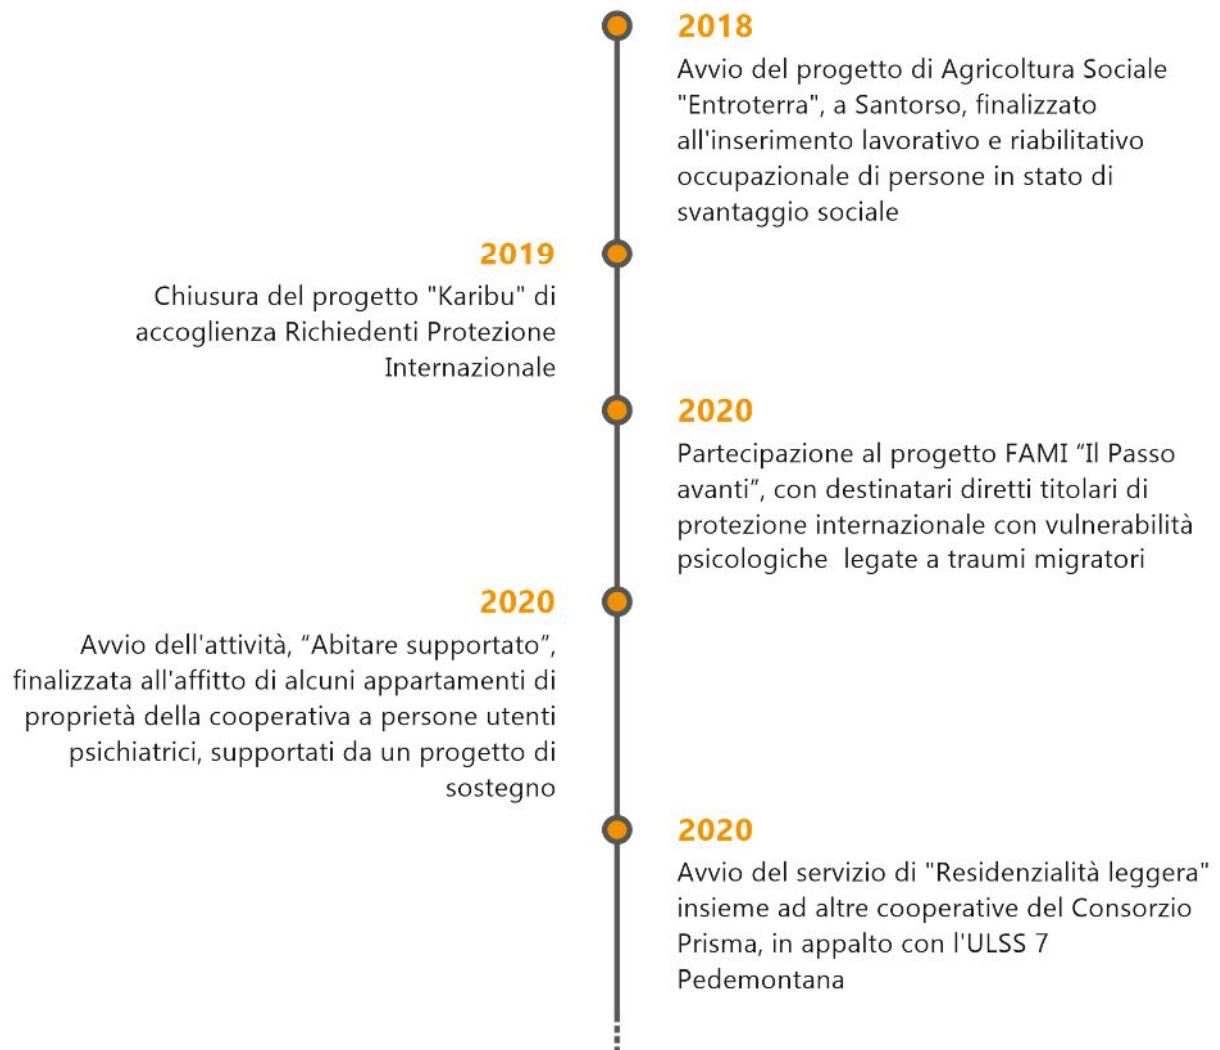 2018
Avvio del progetto di Agricoltura Sociale
"Entroterra", a Santorso, finalizzato
all'inserimento lavorativo e riabilitativo
occupazionale di persone in stato di
svantaggio sociale
2019
Chiusura del progetto "Karibu" di
accoglienza Richiedenti Protezione
Internazionale
2020
Partecipazione al progetto FAMI “Il Passo
avanti”, con destinatari diretti titolari di
protezione internazionale con vulnerabilità
psicologiche  legate a traumi migratori
2020
Avvio dell'attività, “Abitare supportato”,
finalizzata all'affitto di alcuni appartamenti di
proprietà della cooperativa a persone utenti
psichiatrici, supportati da un progetto di
sostegno
2020
Avvio del servizio di "Residenzialità leggera"
insieme ad altre cooperative del Consorzio
Prisma, in appalto con l'ULSS 7
Pedemontana